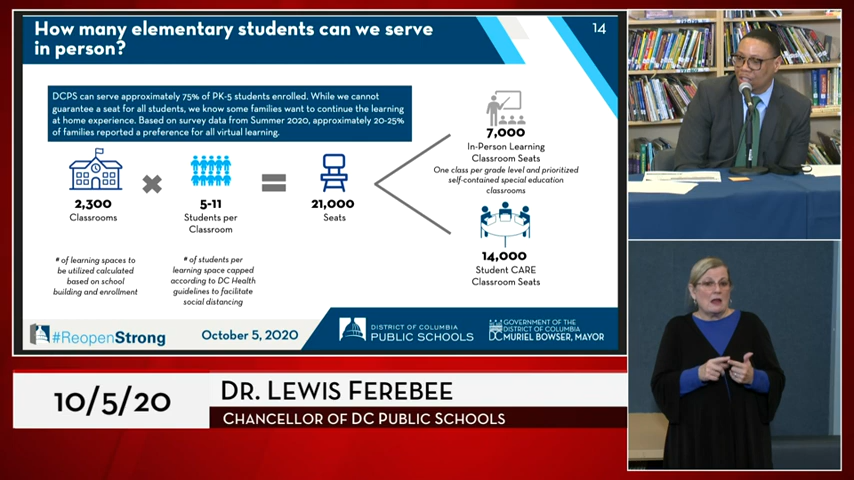 How many elementary students can we serve
in person?
14
DCPS can serve approximately 75% of PK-5 students enrolled. While we cannot
guarantee a seat for all students, we know some families want to continue the learning
at home experience. Based on survey data from Summer 2020, approximately 20-25%
of families reported a preference for all virtual learning.
2,300
Classrooms
5-11
Students per
Classroom
21,000
Seats
7,000
In-Person Learning
Classroom Seats
One class per grade level and prioritized
self-contained special education
classrooms
14,000
Student CARE
Classroom Seats
# of learning spaces to
be utilized calculated
based on school
building and enrollment
# of students per
learning space capped
according to DC Health
guidelines to facilitate
social distancing
#ReopenStrong
October 5, 2020
DISTRICT OF COLUMBIA
PUBLIC SCHOOLS
GOVERNMENT OF THE
DISTRICT OF COLUMBIA
DC MURIEL BOWSER, MAYOR
10/5/20
DR. LEWIS FEREBEE
CHANCELLOR OF DC PUBLIC SCHOOLS